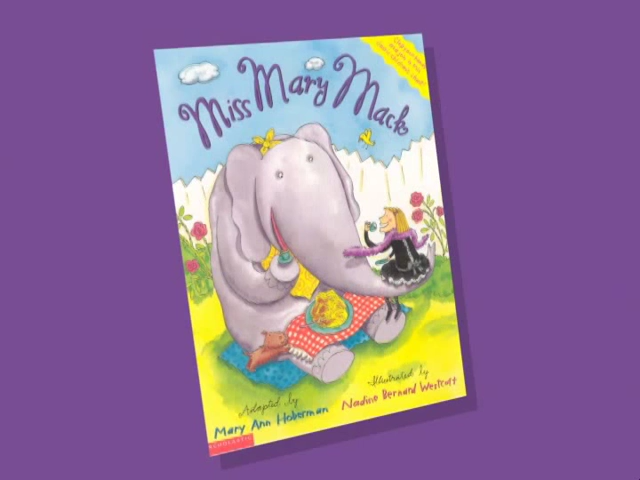 Miss Mary Mack
Adapted by
Mary Ann Hoberman
Illustrated by
Nadine Bernard Westcott
SCHOLASTIC